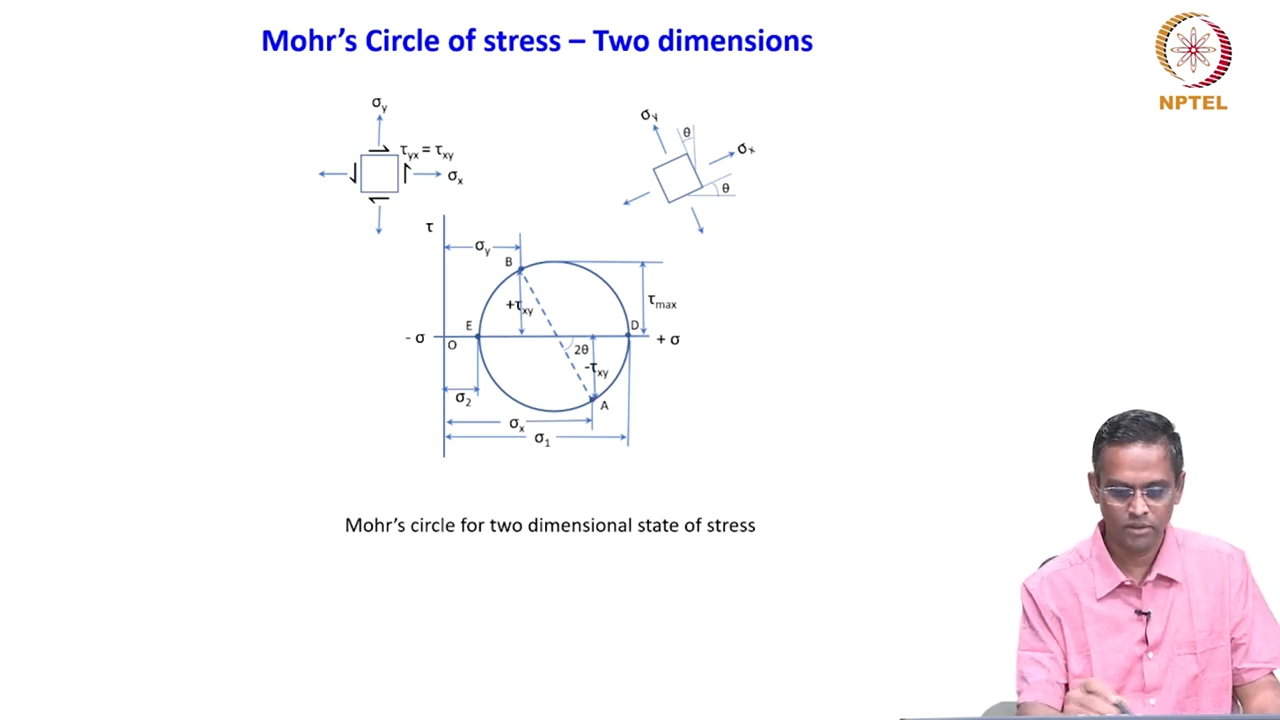 Mohr's Circle of stress – Two dimensions
NPTEL
σy
τyx = τxy
σx
σy
θ
σx
θ
τ
σy
B
+τxy
τmax
E
D
- σ
O
+ σ
2θ
-τxy
σ2
A
σx
σ1
Mohr's circle for two dimensional state of stress